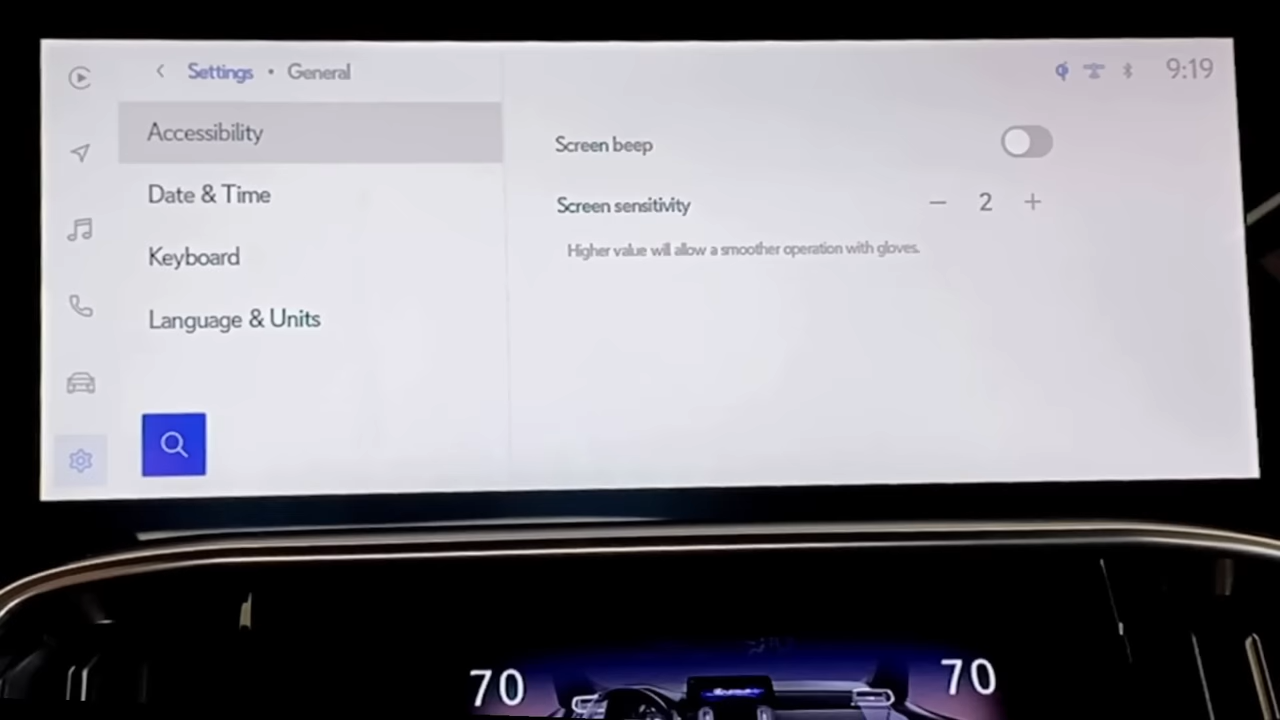 Settings • General
9:19
Accessibility
Date & Time
Keyboard
Language & Units
Screen beep
Screen sensitivity
— 2 +
Higher value will allow a smoother operation with gloves.
70
70